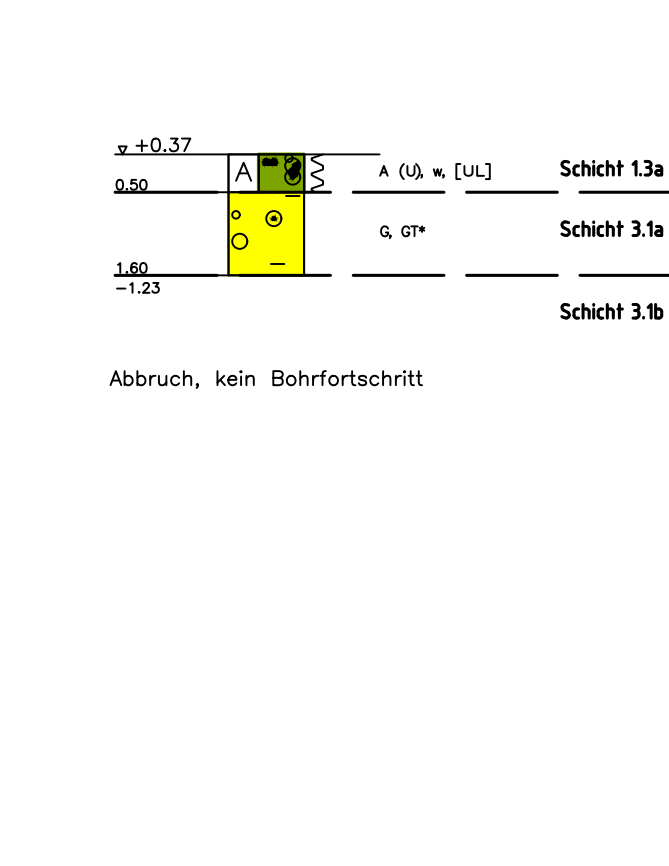 +0.37
A A (U), w, [UL] Schicht 1.3a
0.50
G, GT* Schicht 3.1a
1.60
−1.23
Schicht 3.1b
Abbruch, kein Bohrfortschritt